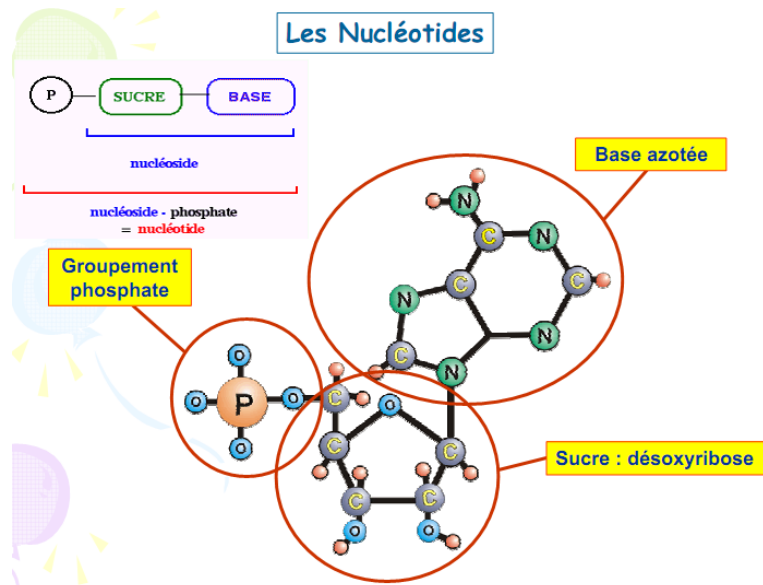 Les Nucléotides
P
SUCRE
BASE
nucléoside
nucléoside - phosphate
= nucléotide
Base azotée
Groupement
phosphate
N
C
N
C
N
C
N
C
N
O
O
P
O
O
C
O
C
C
C
C
O
O
Sucre : désoxyribose